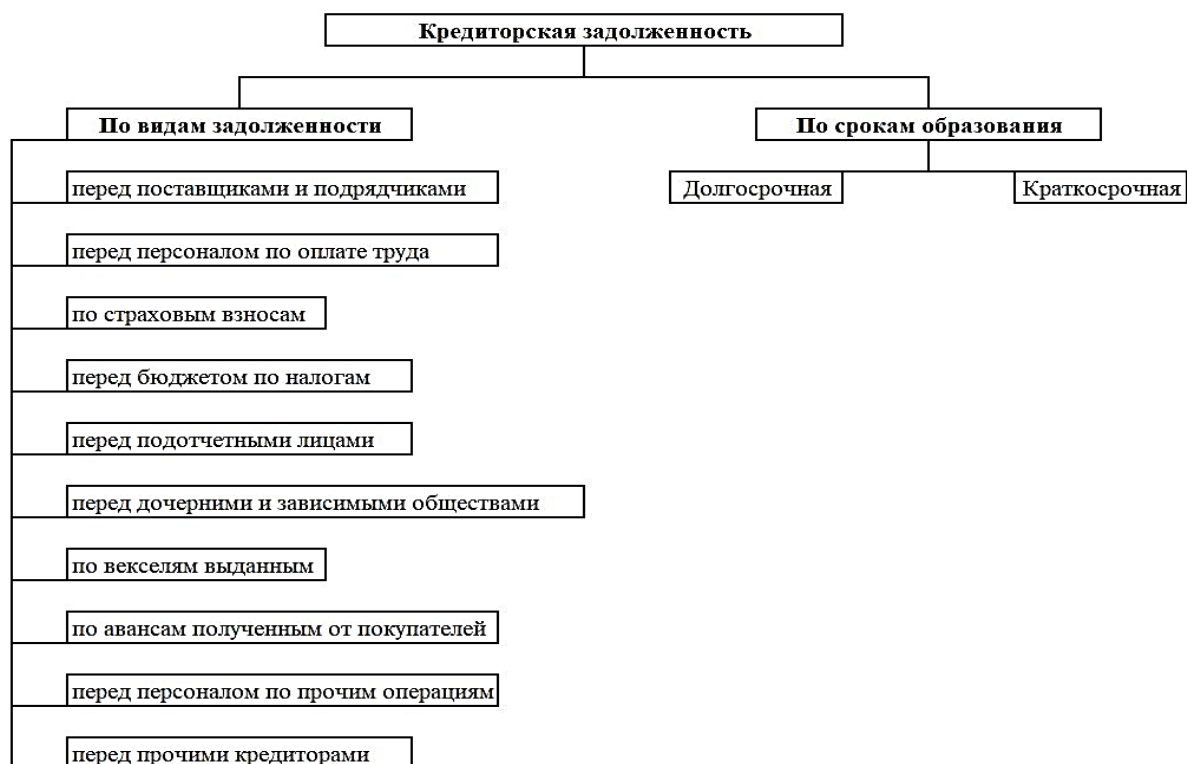 Кредиторская задолженность
По видам задолженности
По срокам образования
перед поставщиками и подрядчиками
Долгосрочная
Краткосрочная
перед персоналом по оплате труда
по страховым взносам
перед бюджетом по налогам
перед подотчетными лицами
перед дочерними и зависимыми обществами
по векселям выданным
по авансам полученным от покупателей
перед персоналом по прочим операциям
перед прочими кредиторами